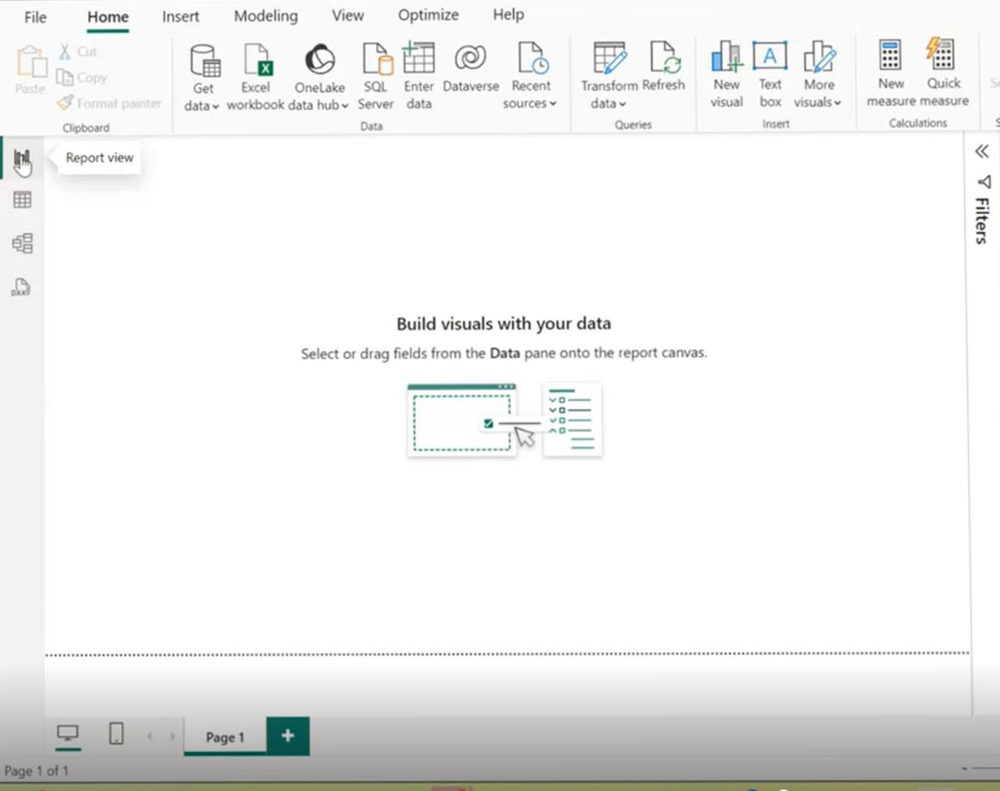 File Home Insert Modeling View Optimize Help
Paste
Cut
Copy
Format painter
Clipboard
Get data
Excel workbook
OneLake data hub
SQL Server
Enter data
Dataverse
Recent sources
Data
Transform data
Refresh
Queries
New visual
Text box
More visuals
Insert
New measure
Quick measure
Calculations
Report view
DAX
Filters
Build visuals with your data
Select or drag fields from the Data pane onto the report canvas.
Page 1
Page 1 of 1